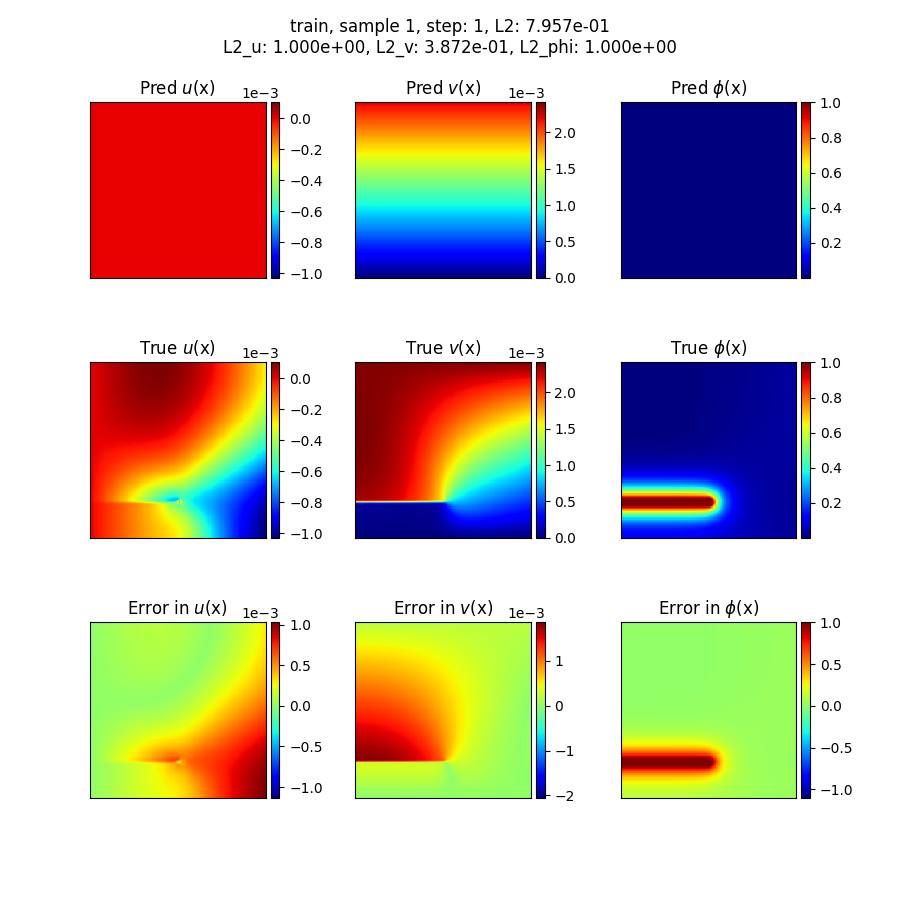 train, sample 1, step: 1, L2: 7.957e-01
L2_u: 1.000e+00, L2_v: 3.872e-01, L2_phi: 1.000e+00
Pred u(x)
1e−3
0.0
−0.2
−0.4
−0.6
−0.8
−1.0
Pred v(x)
1e−3
2.0
1.5
1.0
0.5
0.0
Pred ϕ(x)
1.0
0.8
0.6
0.4
0.2
True u(x)
1e−3
0.0
−0.2
−0.4
−0.6
−0.8
−1.0
True v(x)
1e−3
2.0
1.5
1.0
0.5
0.0
True ϕ(x)
1.0
0.8
0.6
0.4
0.2
Error in u(x)
1e−3
1.0
0.5
0.0
−0.5
−1.0
Error in v(x)
1e−3
1
0
−1
−2
Error in ϕ(x)
1.0
0.5
0.0
−0.5
−1.0